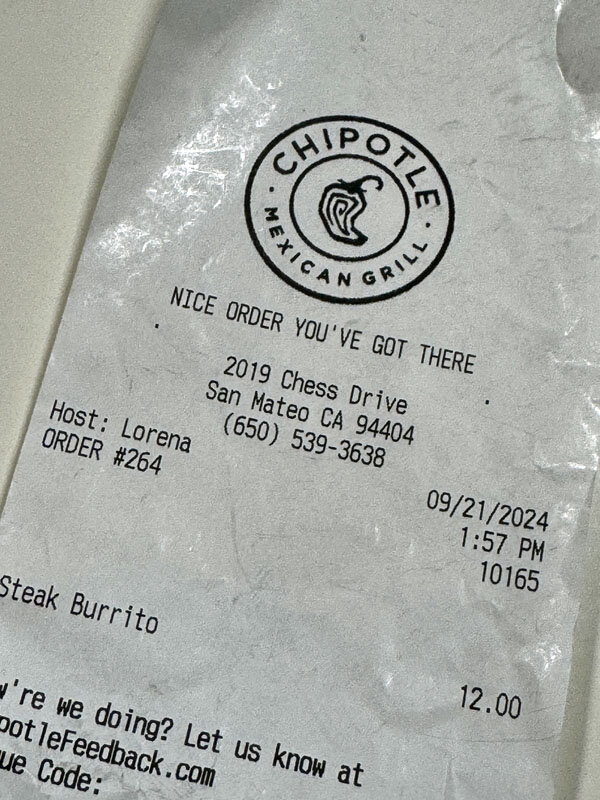 CHIPOTLE
MEXICAN GRILL
NICE ORDER YOU'VE GOT THERE
2019 Chess Drive
San Mateo CA 94404
(650) 539-3638
Host: Lorena
ORDER #264
09/21/2024
1:57 PM
10165
Steak Burrito
12.00
w're we doing? Let us know at
potleFeedback.com
ue Code: